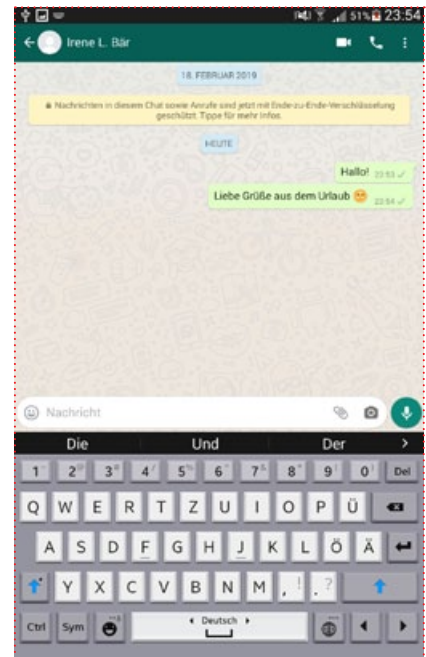 51% 23:54
Irene L. Bär
18. FEBRUAR 2019
Nachrichten in diesem Chat sowie Anrufe sind jetzt mit Ende-zu-Ende-Verschlüsselung
geschützt. Tippe für mehr Infos.
HEUTE
Hallo! 23:53
Liebe Grüße aus dem Urlaub 😊 23:54
Nachricht
Die Und Der >
1 2 3 4 5 6 7 8 9 0 Del
Q W E R T Z U I O P Ü
A S D F G H J K L Ö Ä
Y X C V B N M , ! . ?
Ctrl Sym Deutsch